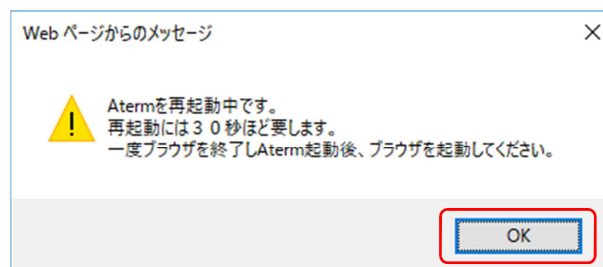 Web ページからのメッセージ
Atermを再起動中です。
再起動には３０秒ほど要します。
一度ブラウザを終了しAterm起動後、ブラウザを起動してください。
OK